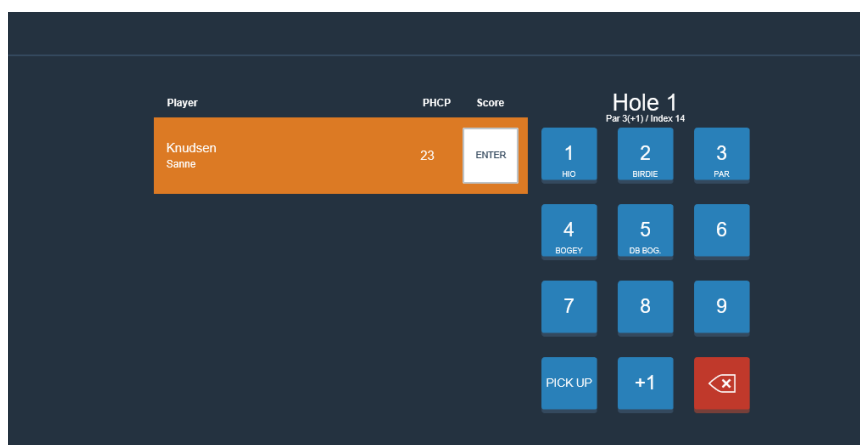 Player PHCP Score
Knudsen
Sanne
23
ENTER
Hole 1
Par 3(+1) / Index 14
1
HIO
2
BIRDIE
3
PAR
4
BOGEY
5
DB BOG.
6
7
8
9
PICK UP
+1